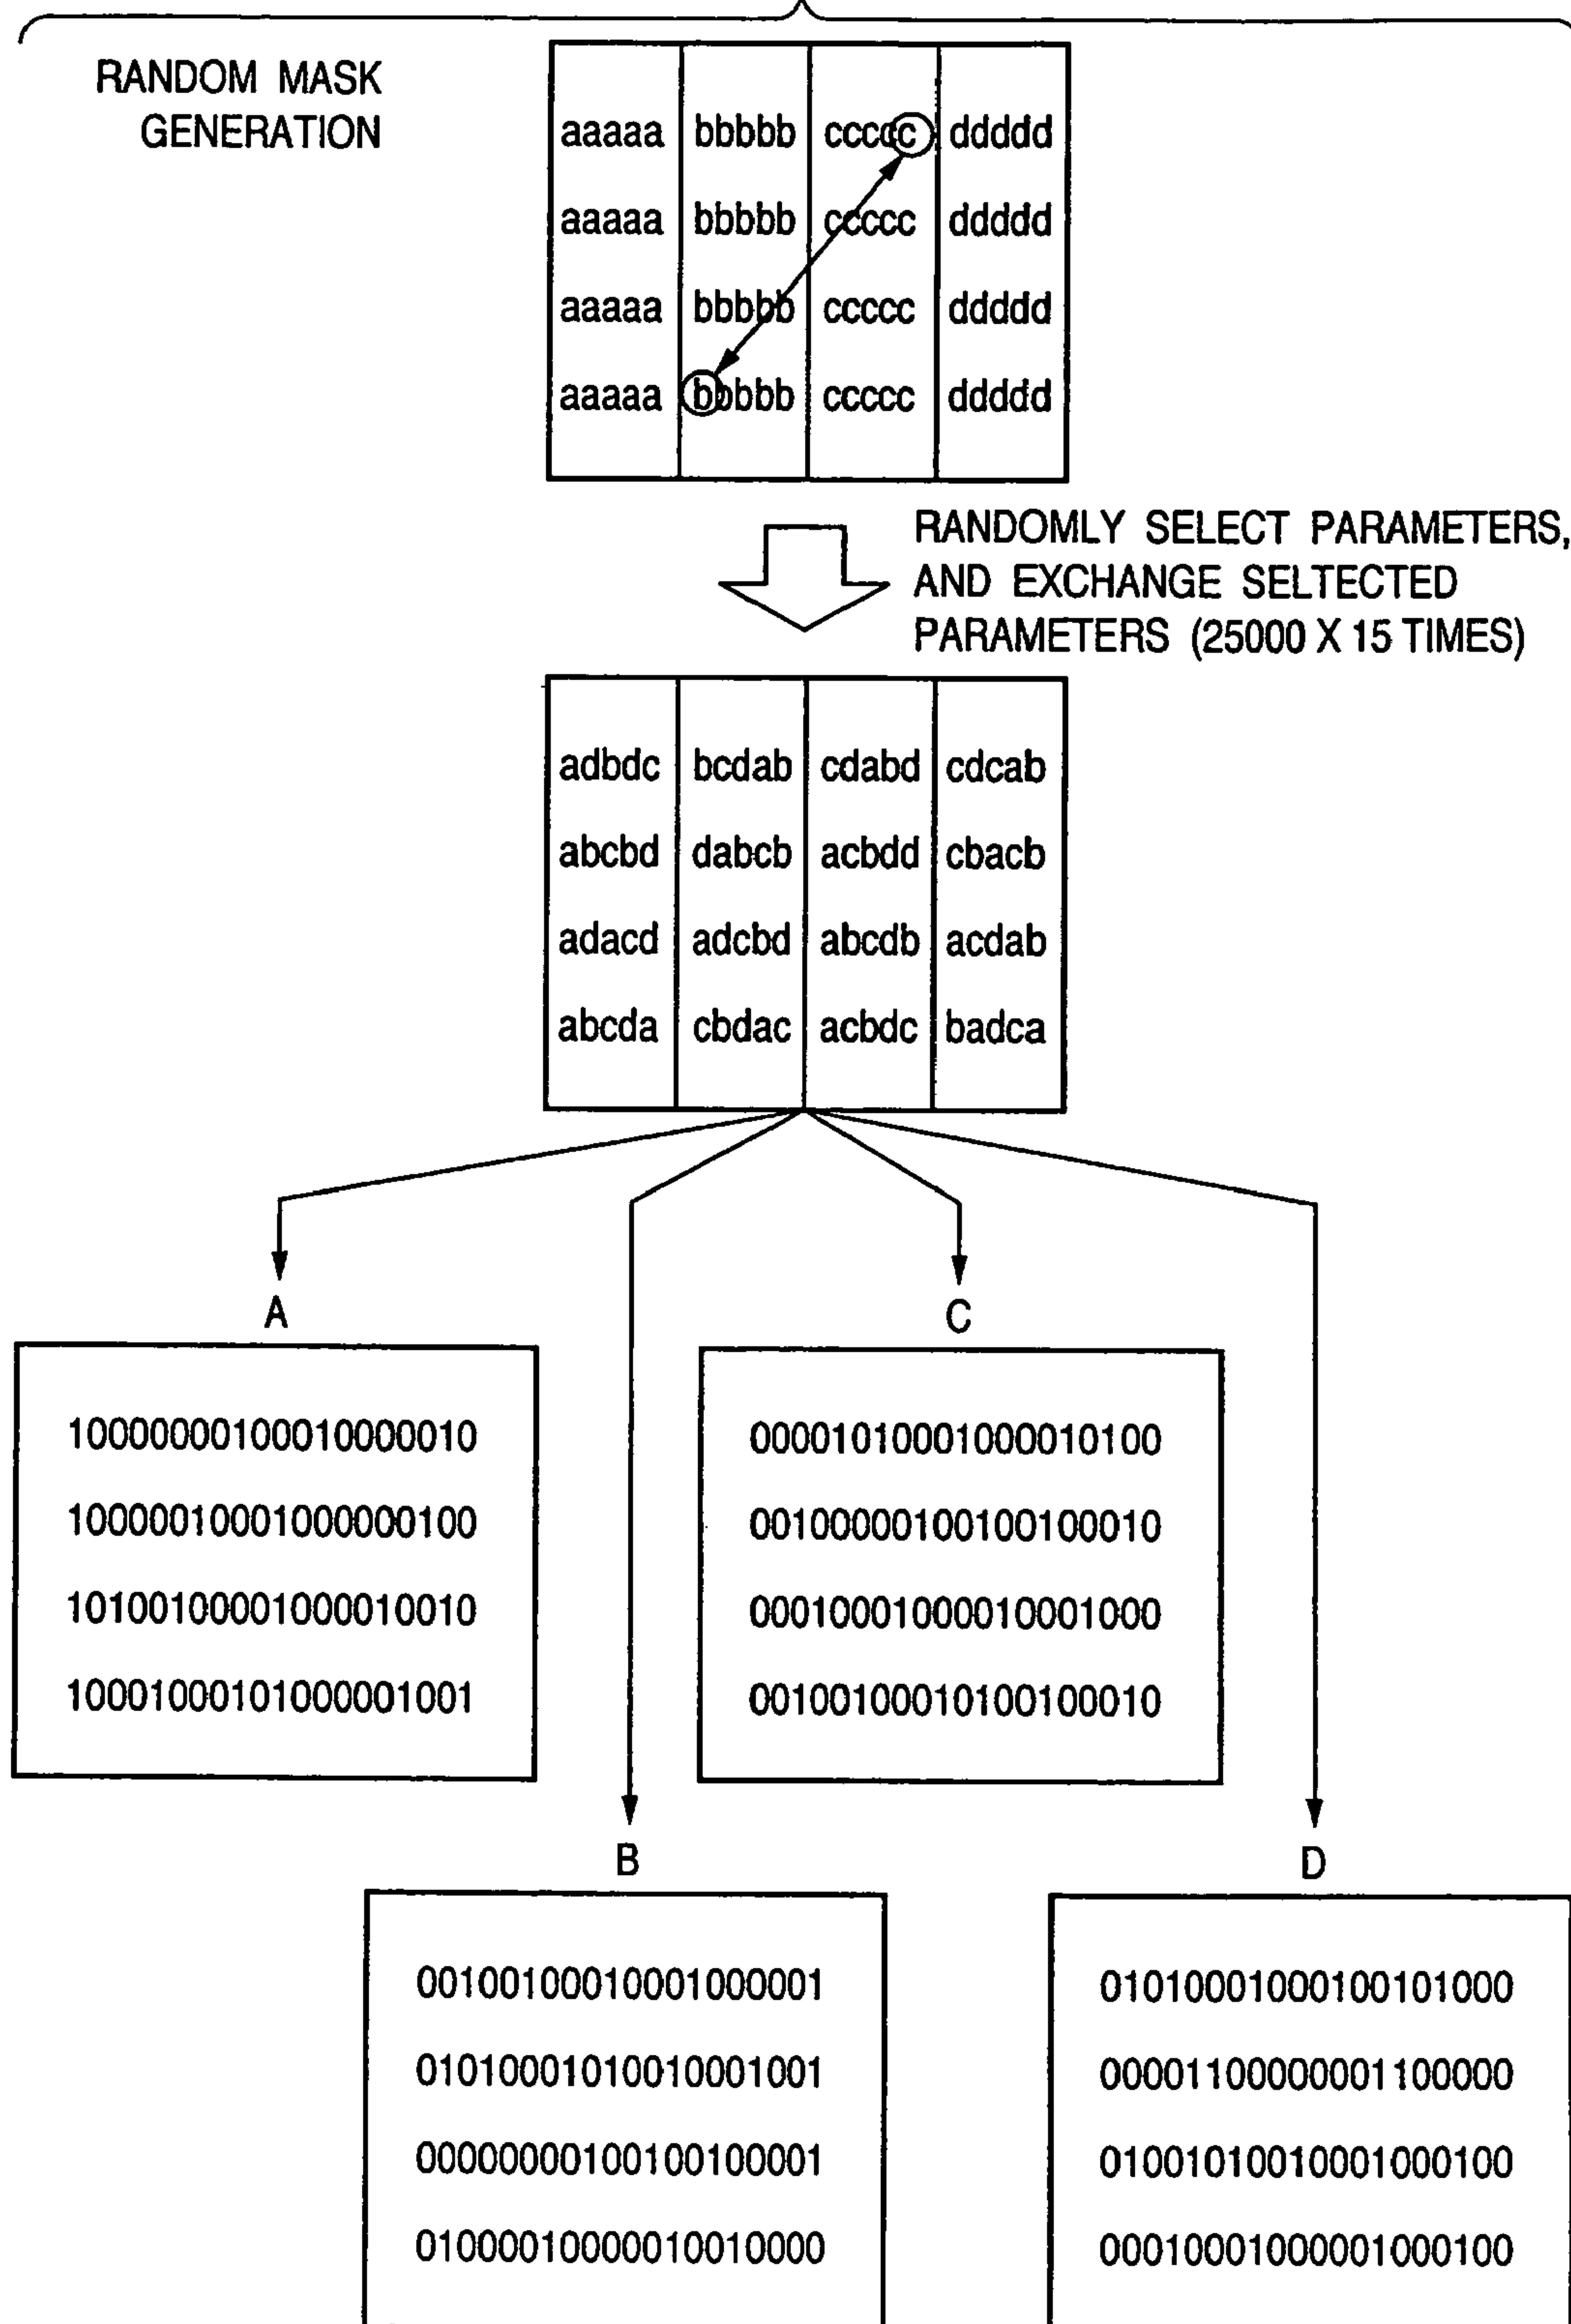 RANDOM MASK
GENERATION
aaaaa bbbbb ccccc ddddd
aaaaa bbbbb ccccc ddddd
aaaaa bbbbb ccccc ddddd
aaaaa bbbbb ccccc ddddd
RANDOMLY SELECT PARAMETERS,
AND EXCHANGE SELTECTED
PARAMETERS (25000 X 15 TIMES)
adbdc bcdab cdabd cdcab
abcbd dabcb acbdd cbacb
adacd adcbd abcdb acdab
abcda cbdac acbdc badca
A
10000000100010000010
10000010001000000100
10100100001000010010
10001000101000001001
C
00001010001000010100
00100000100100100010
00010001000010001000
00100100010100100010
B
00100100010001000001
01010001010010001001
00000000100100100001
01000010000010010000
D
01010001000100101000
00001100000001100000
01001010010001000100
00010001000001000100